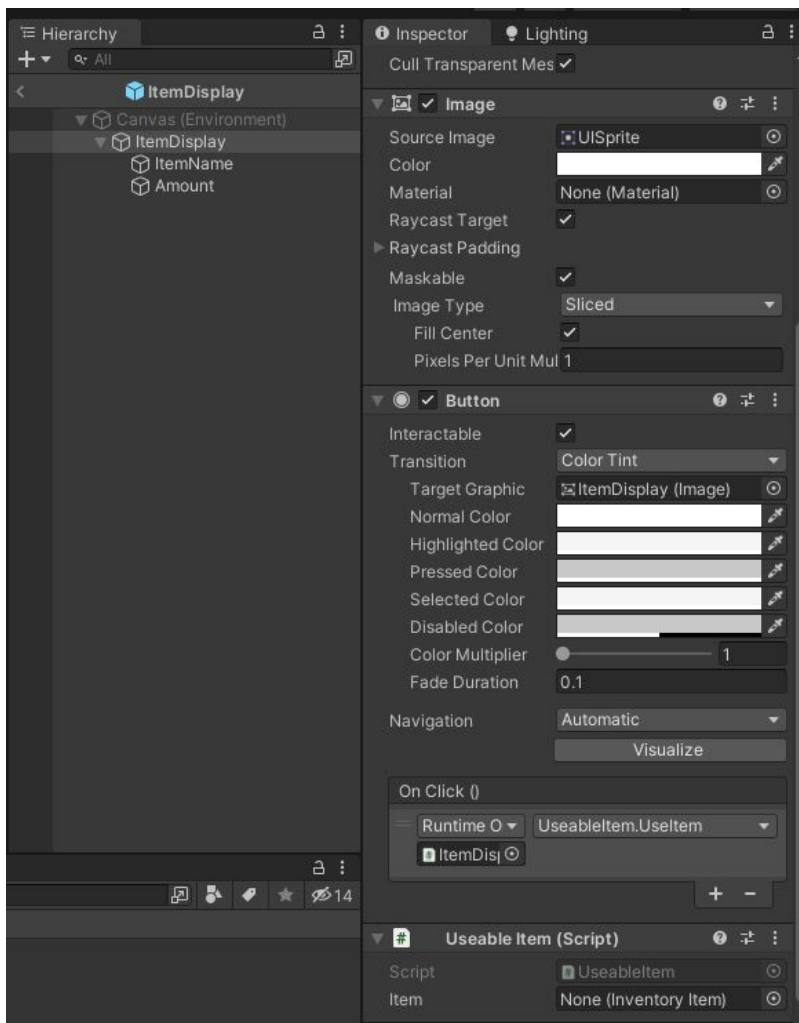 Hierarchy
All
ItemDisplay
Canvas (Environment)
ItemDisplay
ItemName
Amount
14
Inspector
Lighting
Cull Transparent Mes
Image
Source Image UISprite
Color
Material None (Material)
Raycast Target
Raycast Padding
Maskable
Image Type Sliced
Fill Center
Pixels Per Unit Mul 1
Button
Interactable
Transition Color Tint
Target Graphic ItemDisplay (Image)
Normal Color
Highlighted Color
Pressed Color
Selected Color
Disabled Color
Color Multiplier 1
Fade Duration 0.1
Navigation Automatic
Visualize
On Click ()
Runtime O UseableItem.UseItem
ItemDisp
Useable Item (Script)
Script UseableItem
Item None (Inventory Item)